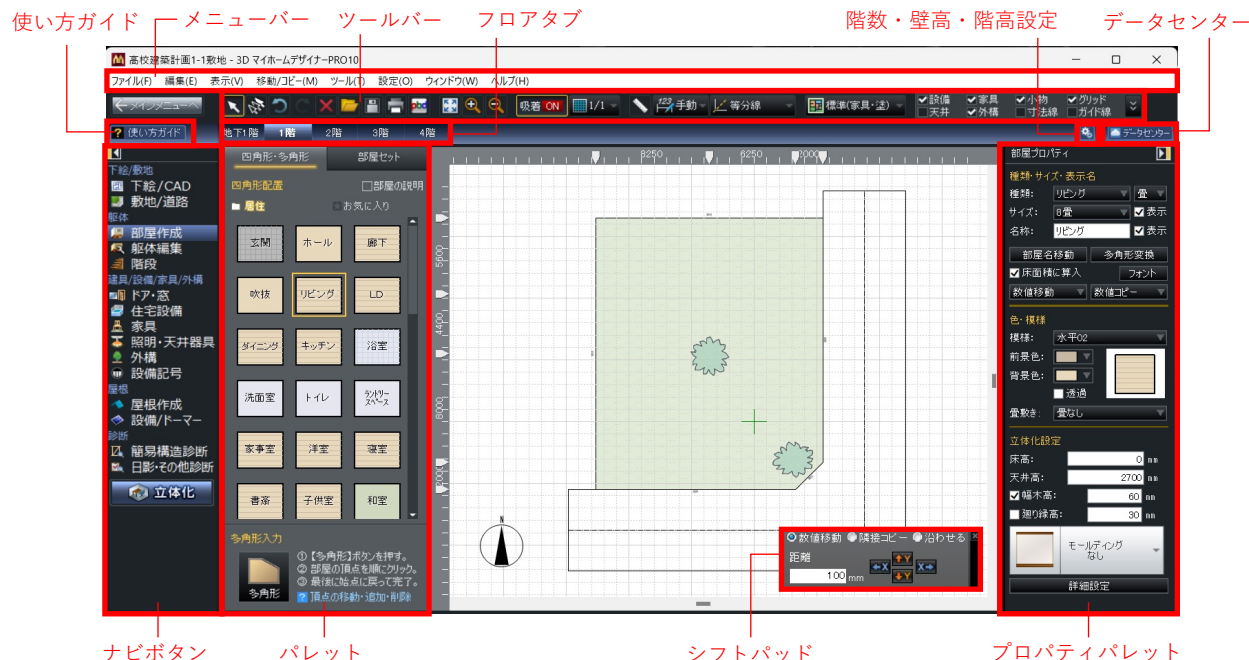 使い方ガイド
メニューバー
ツールバー
フロアタブ
階数・壁高・階高設定
データセンター
高校建築計画1-1敷地 - 3D マイホームデザイナーPRO10
ファイル(F) 編集(E) 表示(V) 移動/コピー(M) ツール(T) 設定(O) ウィンドウ(W) ヘルプ(H)
←メインメニューへ
吸着 ON
1/1
123 手動
等分線
標準(家具・塗)
設備 家具 小物 グリッド
天井 外構 寸法線 ガイド線
? 使い方ガイド
地下1階 1階 2階 3階 4階
データセンター
下絵/敷地
下絵/CAD
敷地/道路
躯体
部屋作成
躯体編集
階段
建具/設備/家具/外構
ドア・窓
住宅設備
家具
照明・天井器具
外構
設備記号
屋根
屋根作成
設備/ドーマー
診断
簡易構造診断
日影・その他診断
立体化
四角形・多角形 部屋セット
四角形配置 部屋の説明
居住 お気に入り
玄関 ホール 廊下
吹抜 リビング LD
ダイニング キッチン 浴室
洗面室 トイレ ランドリースペース
家事室 洋室 寝室
書斎 子供室 和室
多角形入力
多角形
① 【多角形】ボタンを押す。
② 部屋の頂点を順にクリック。
③ 最後に始点に戻って完了。
? 頂点の移動・追加・削除
8250 6250 2000
5600
4400
8000
2000
N
数値移動 隣接コピー 沿わせる
距離
100 mm
←X ↑Y ↓Y X→
部屋プロパティ
種類・サイズ・表示名
種類: リビング 畳
サイズ: 8畳 表示
名称: リビング 表示
部屋名移動 多角形変換
床面積に算入 フォント
数値移動 数値コピー
色・模様
模様: 水平02
前景色:
背景色:
透過
畳敷き: 畳なし
立体化設定
床高: 0 mm
天井高: 2700 mm
幅木高: 60 mm
廻り縁高: 30 mm
モールディング
なし
詳細設定
ナビボタン
パレット
シフトパッド
プロパティパレット